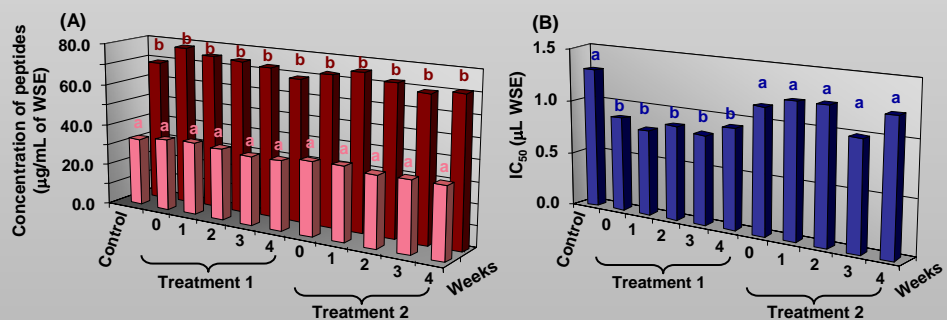 (A)
Concentration of peptides
(µg/mL of WSE)
80.0
60.0
40.0
20.0
0.0
b b b b b b b b b b b
a a a a a a a a a a a
Control 0 1 2 3 4 0 1 2 3 4 Weeks
Treatment 1
Treatment 2
(B)
IC50 (µL WSE)
1.5
1.0
0.5
0.0
a b b b b b a a a a a
Control 0 1 2 3 4 0 1 2 3 4 Weeks
Treatment 1
Treatment 2